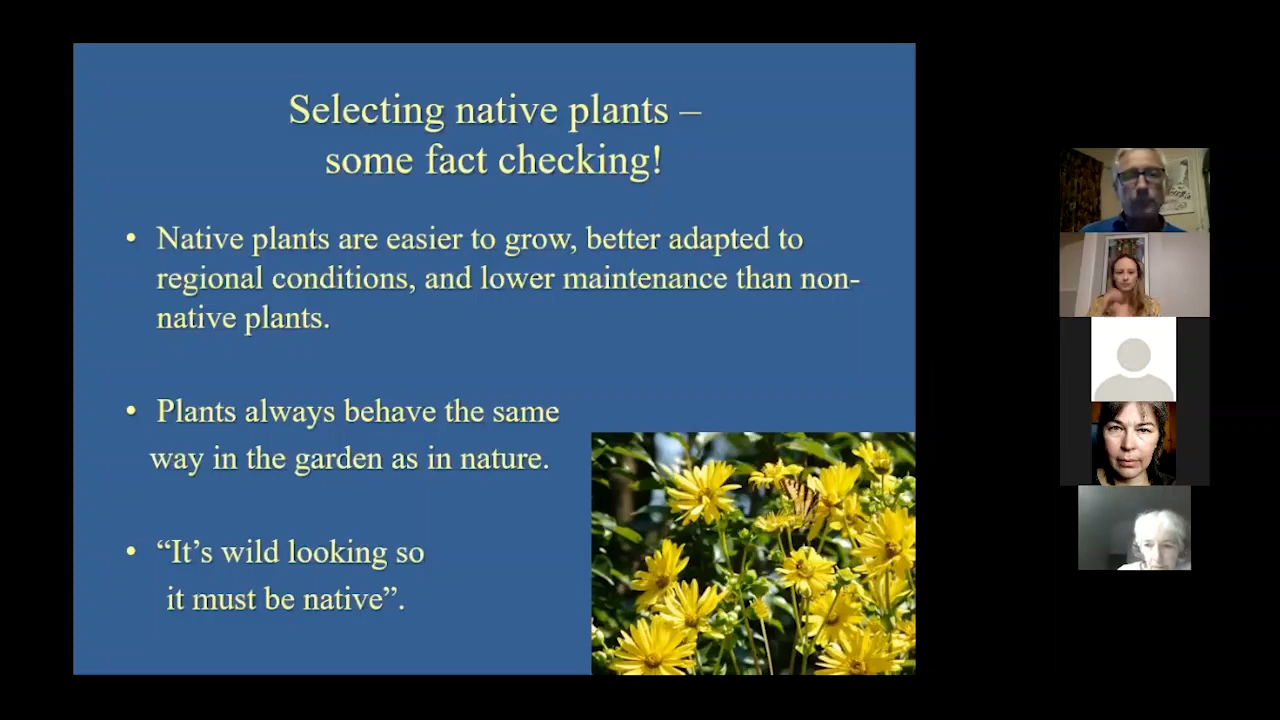 Selecting native plants –
some fact checking!
• Native plants are easier to grow, better adapted to
regional conditions, and lower maintenance than non-
native plants.
• Plants always behave the same
way in the garden as in nature.
• “It’s wild looking so
it must be native”.